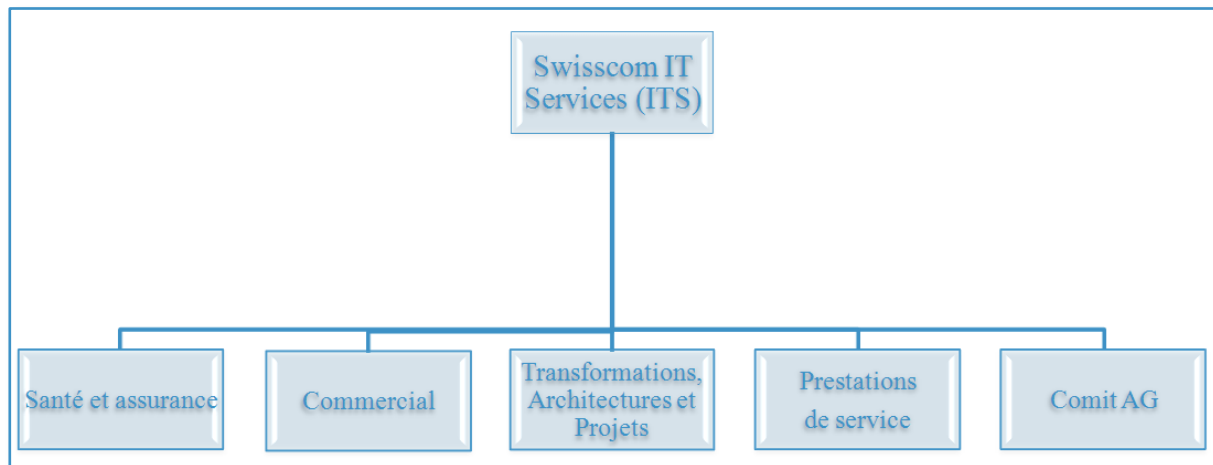 Swisscom IT
Services (ITS)
Santé et assurance
Commercial
Transformations,
Architectures et
Projets
Prestations
de service
Comit AG